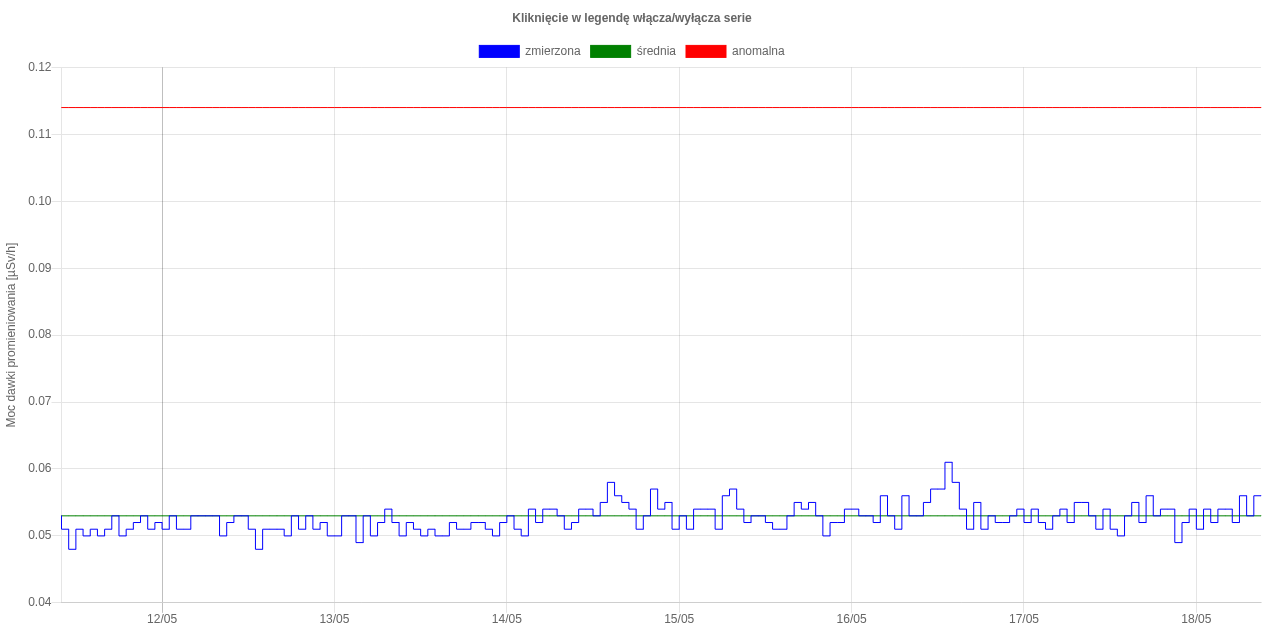 Kliknięcie w legendę włącza/wyłącza serie
zmierzona średnia anomalna
Moc dawki promieniowania [µSv/h]
0.12
0.11
0.10
0.09
0.08
0.07
0.06
0.05
0.04
12/05 13/05 14/05 15/05 16/05 17/05 18/05